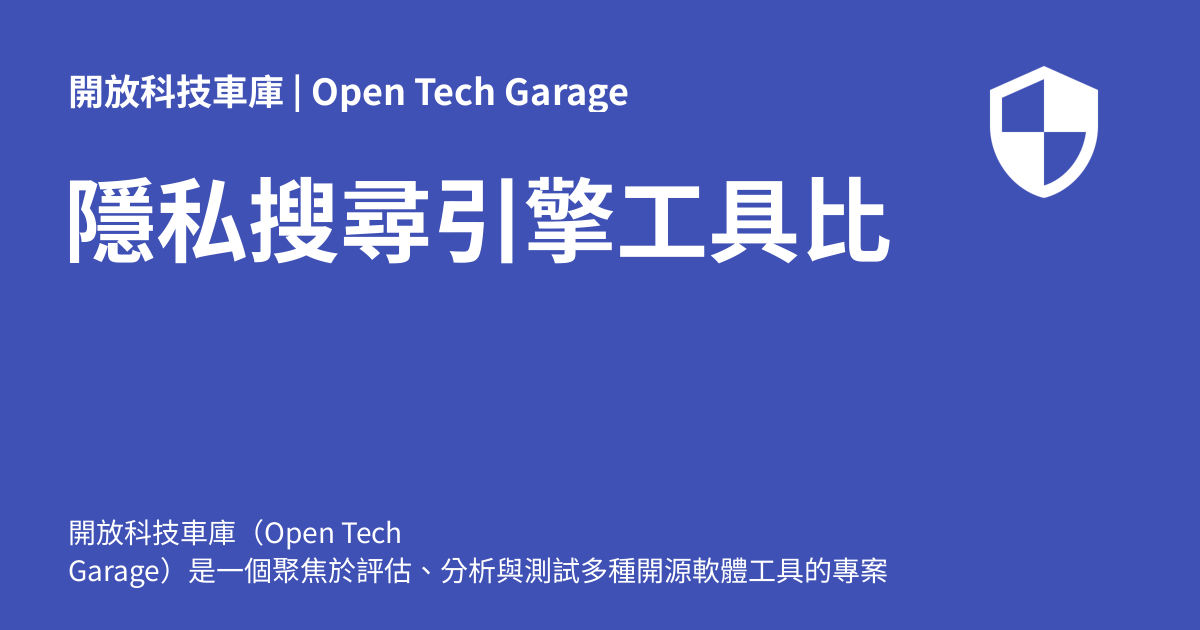 開放科技車庫 | Open Tech Garage
隱私搜尋引擎工具比
開放科技車庫（Open Tech
Garage）是一個聚焦於評估、分析與測試多種開源軟體工具的專案